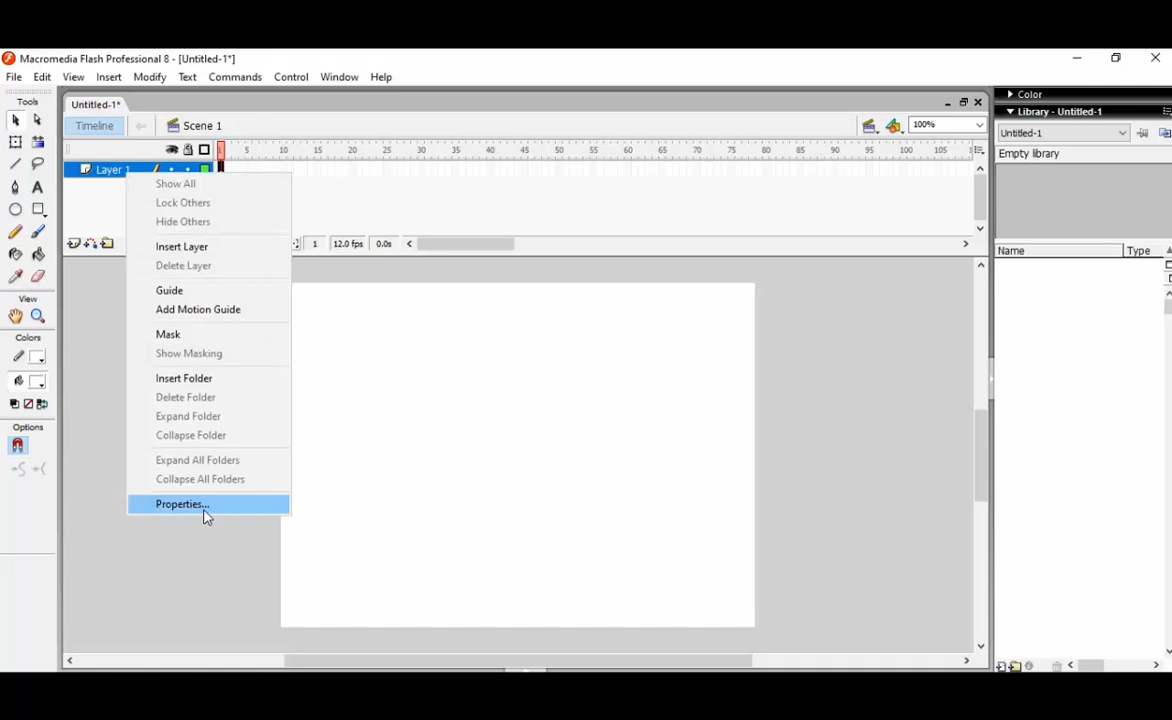 Macromedia Flash Professional 8 - [Untitled-1*]
File Edit View Insert Modify Text Commands Control Window Help
Tools
Untitled-1*
Color
Library - Untitled-1
Timeline
Scene 1
100%
Untitled-1
Empty library
1 5 10 15 20 25 30 35 40 45 50 55 60 65 70 75 80 85 90 95 100 105
Layer 1
1 12.0 fps 0.0s
Name Type
Show All
Lock Others
Hide Others
Insert Layer
Delete Layer
Guide
Add Motion Guide
Mask
Show Masking
Insert Folder
Delete Folder
Expand Folder
Collapse Folder
Expand All Folders
Collapse All Folders
Properties...
View
Colors
Options